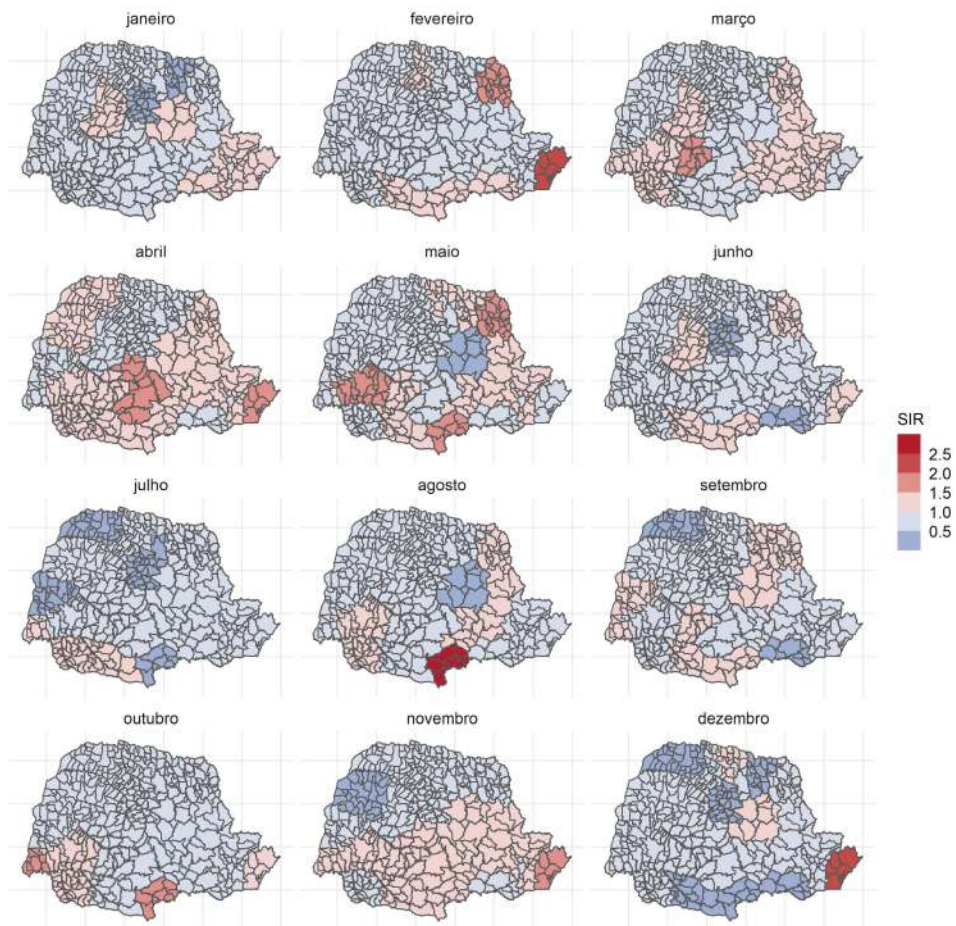 janeiro
fevereiro
março
abril
maio
junho
SIR
2.5
2.0
1.5
1.0
0.5
julho
agosto
setembro
outubro
novembro
dezembro